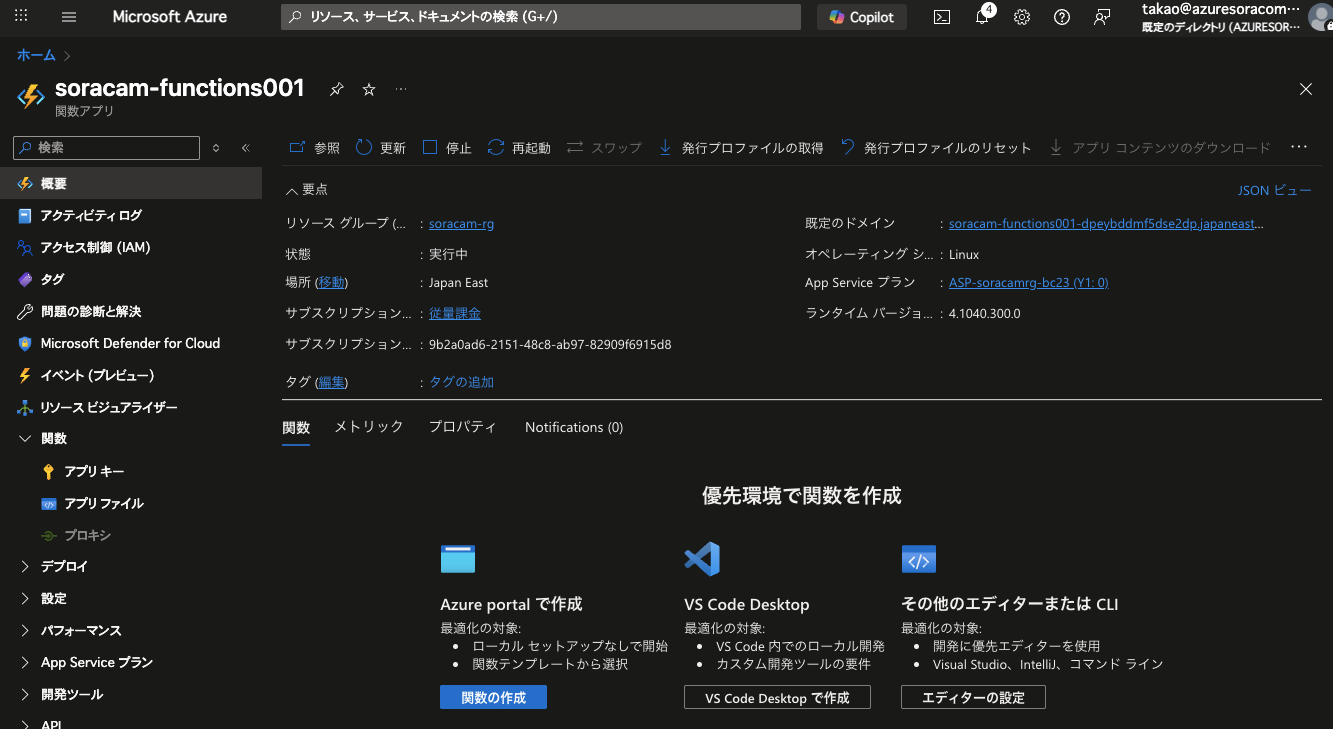 Microsoft Azure
リソース、サービス、ドキュメントの検索 (G+/)
Copilot
4
takao@azuresoracom…
既定のディレクトリ (AZURESOR…
ホーム
soracam-functions001
関数アプリ
検索
参照
更新
停止
再起動
スワップ
発行プロファイルの取得
発行プロファイルのリセット
アプリ コンテンツのダウンロード
概要
アクティビティ ログ
アクセス制御 (IAM)
タグ
問題の診断と解決
Microsoft Defender for Cloud
イベント (プレビュー)
リソース ビジュアライザー
関数
アプリ キー
アプリ ファイル
プロキシ
デプロイ
設定
パフォーマンス
App Service プラン
開発ツール
API
要点
JSON ビュー
リソース グループ (... : soracam-rg
状態 : 実行中
場所 (移動) : Japan East
サブスクリプション... : 従量課金
サブスクリプション... : 9b2a0ad6-2151-48c8-ab97-82909f6915d8
タグ (編集) : タグの追加
既定のドメイン : soracam-functions001-dpeybddmf5dse2dp.japaneast...
オペレーティング シ... : Linux
App Service プラン : ASP-soracamrg-bc23 (Y1: 0)
ランタイム バージョ... : 4.1040.300.0
関数
メトリック
プロパティ
Notifications (0)
優先環境で関数を作成
Azure portal で作成
最適化の対象:
• ローカル セットアップなしで開始
• 関数テンプレートから選択
関数の作成
VS Code Desktop
最適化の対象:
• VS Code 内でのローカル開発
• カスタム開発ツールの要件
VS Code Desktop で作成
その他のエディターまたは CLI
最適化の対象:
• 開発に優先エディターを使用
• Visual Studio、IntelliJ、コマンド ライン
エディターの設定